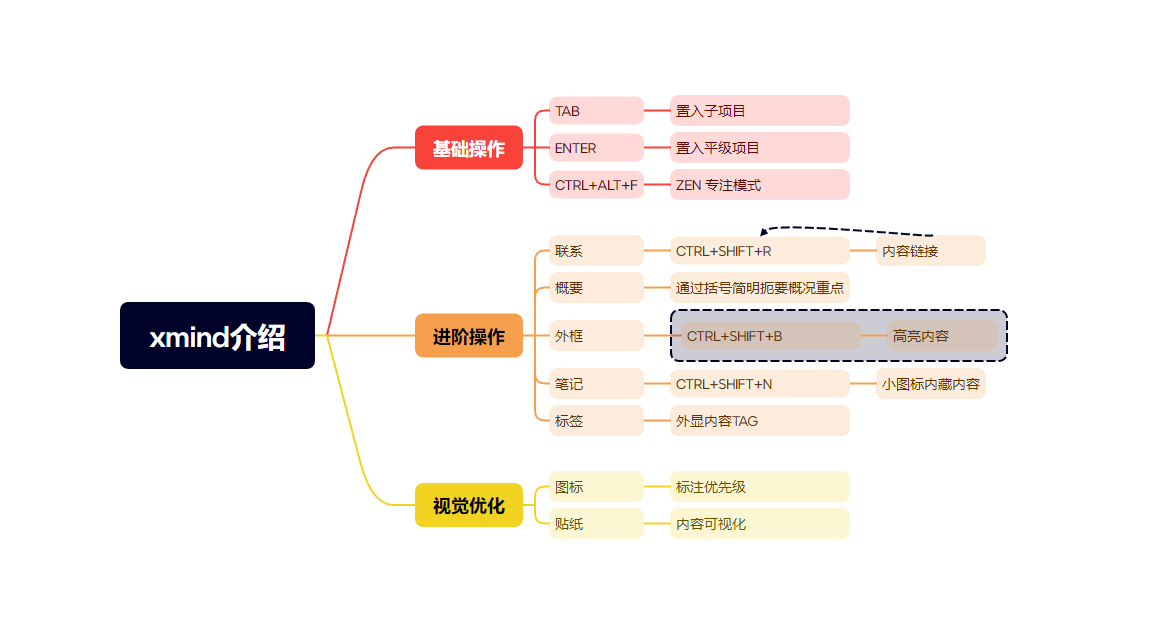 xmind介绍
基础操作
TAB
置入子项目
ENTER
置入平级项目
CTRL+ALT+F
ZEN 专注模式
进阶操作
联系
CTRL+SHIFT+R
内容链接
概要
通过括号简明扼要概况重点
外框
CTRL+SHIFT+B
高亮内容
笔记
CTRL+SHIFT+N
小图标内藏内容
标签
外显内容TAG
视觉优化
图标
标注优先级
贴纸
内容可视化